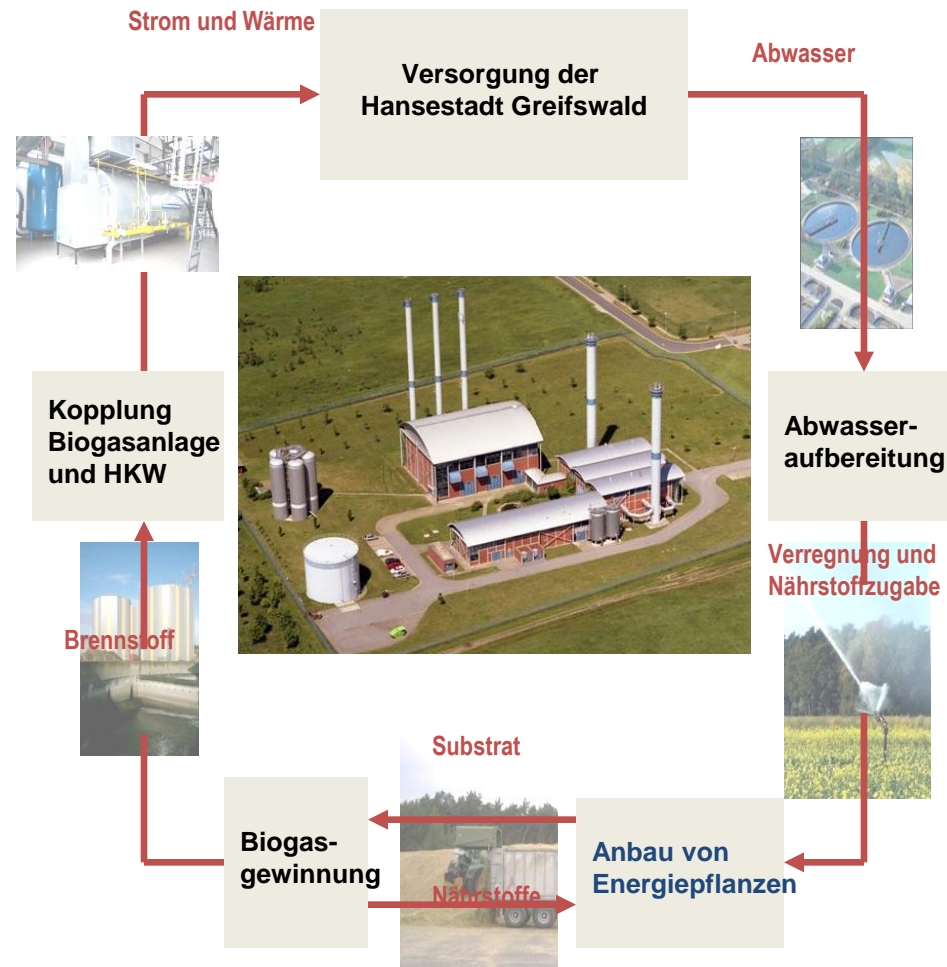 Strom und Wärme
Versorgung der
Hansestadt Greifswald
Abwasser
Kopplung
Biogasanlage
und HKW
Abwasser-
aufbereitung
Verregnung und
Nährstoffzugabe
Brennstoff
Substrat
Biogas-
gewinnung
Nährstoffe
Anbau von
Energiepflanzen